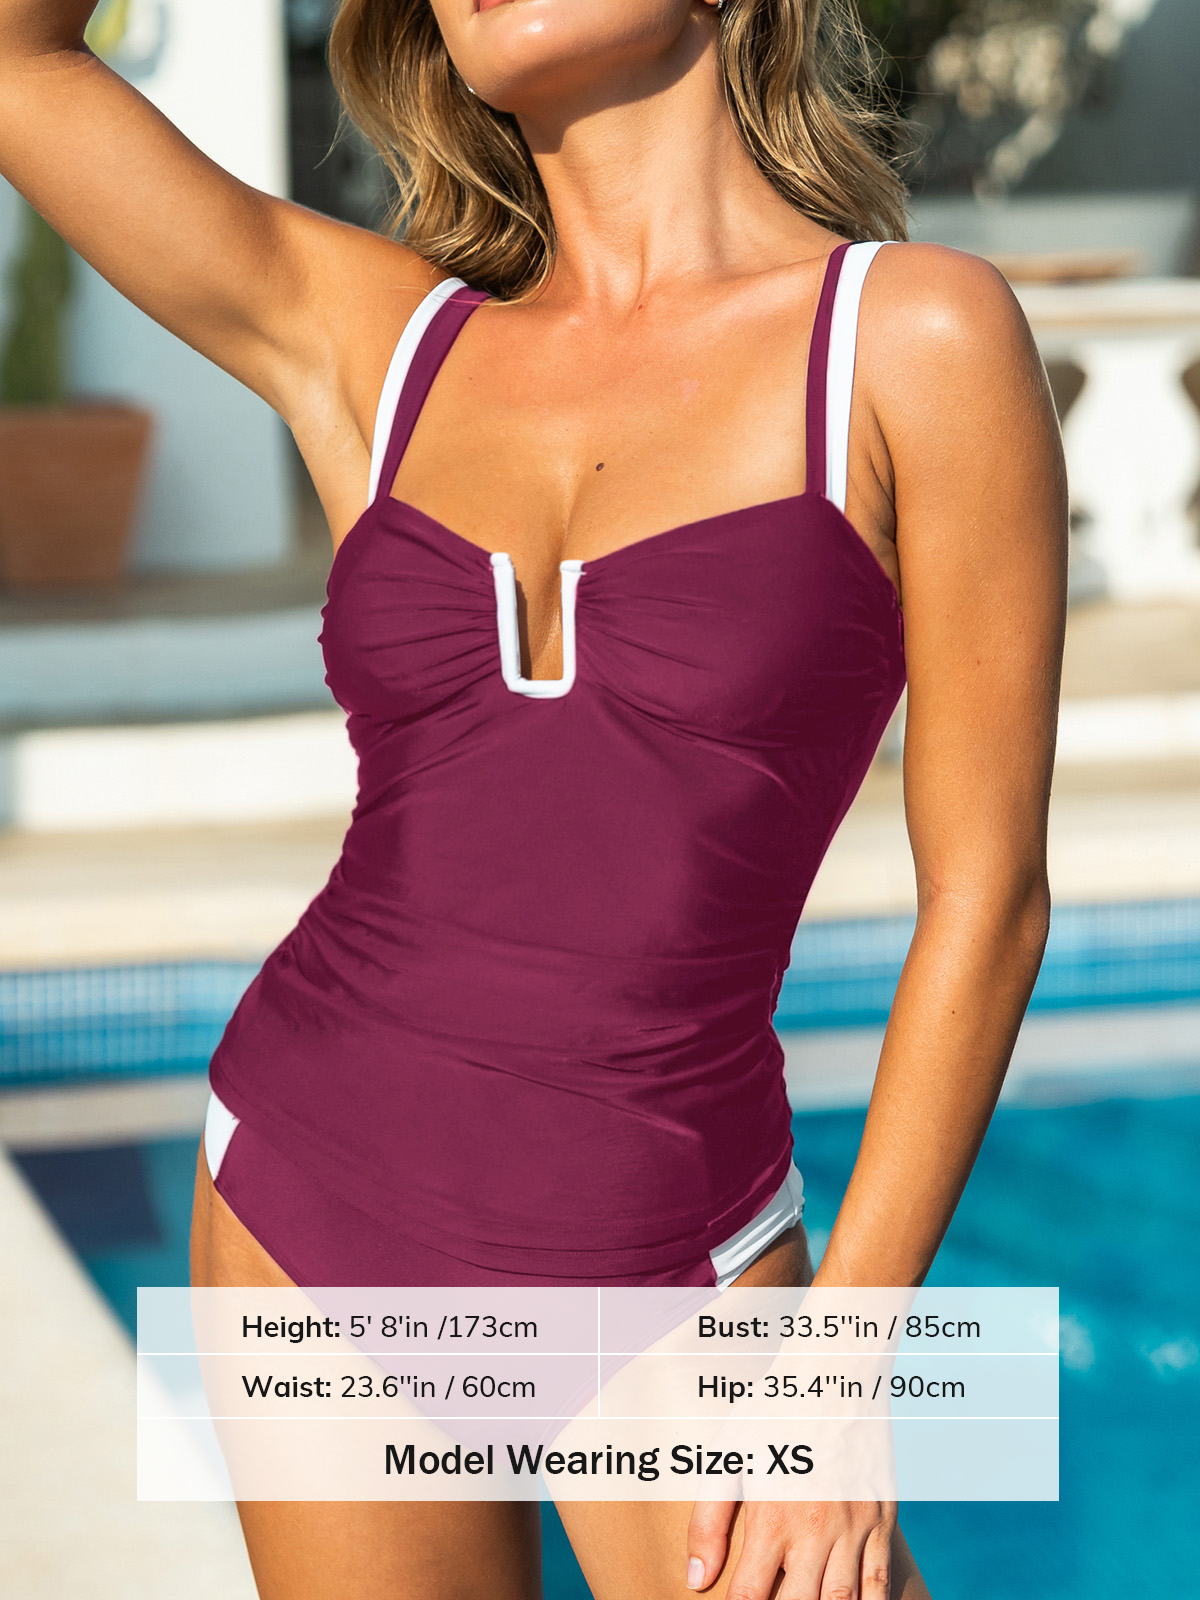 Height: 5' 8'in /173cm
Bust: 33.5''in / 85cm
Waist: 23.6''in / 60cm
Hip: 35.4''in / 90cm
Model Wearing Size: XS